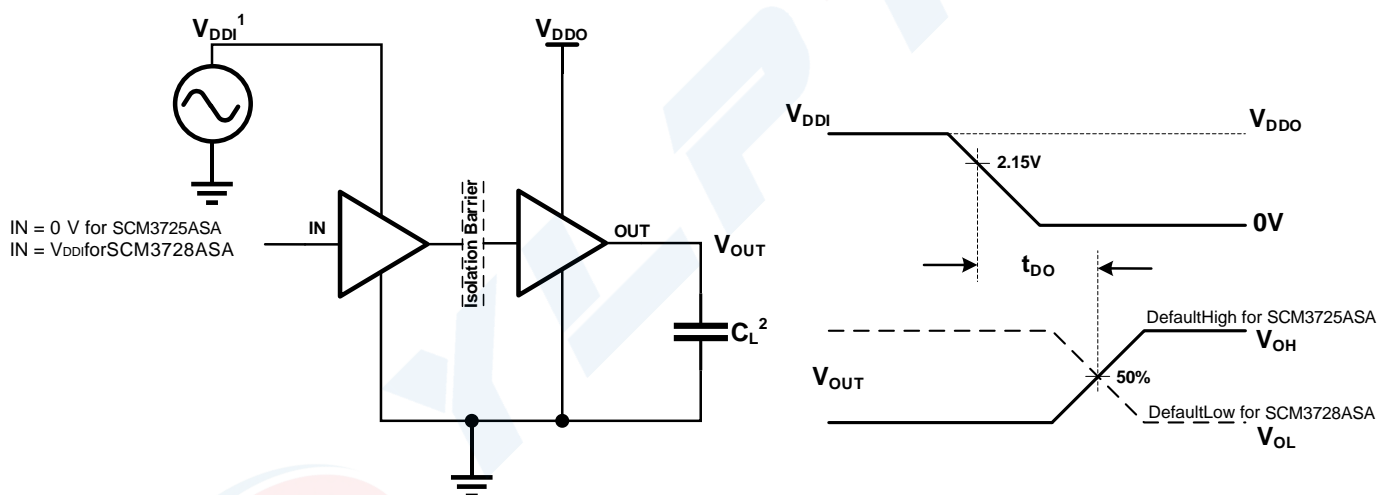 VDDI1
VDDO
IN = 0 V for SCM3725ASA
IN = VDDIforSCM3728ASA
IN
Isolation Barrier
OUT
VOUT
CL2
VDDI
VDDO
2.15V
0V
tDO
DefaultHigh for SCM3725ASA
VOH
VOUT
50%
DefaultLow for SCM3728ASA
VOL